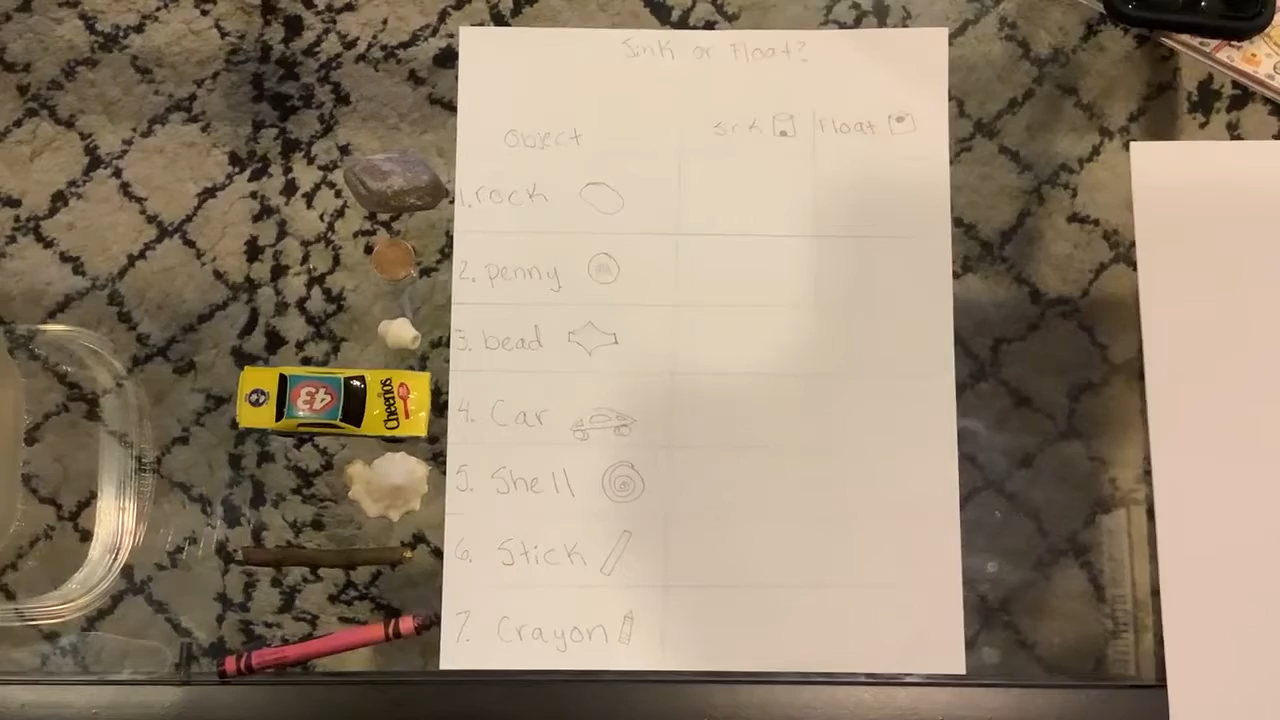 Sink or Float?
Object Sink Float
1. rock
2. penny
3. bead
4. Car
5. Shell
6. Stick
7. Crayon
43
Cheerios